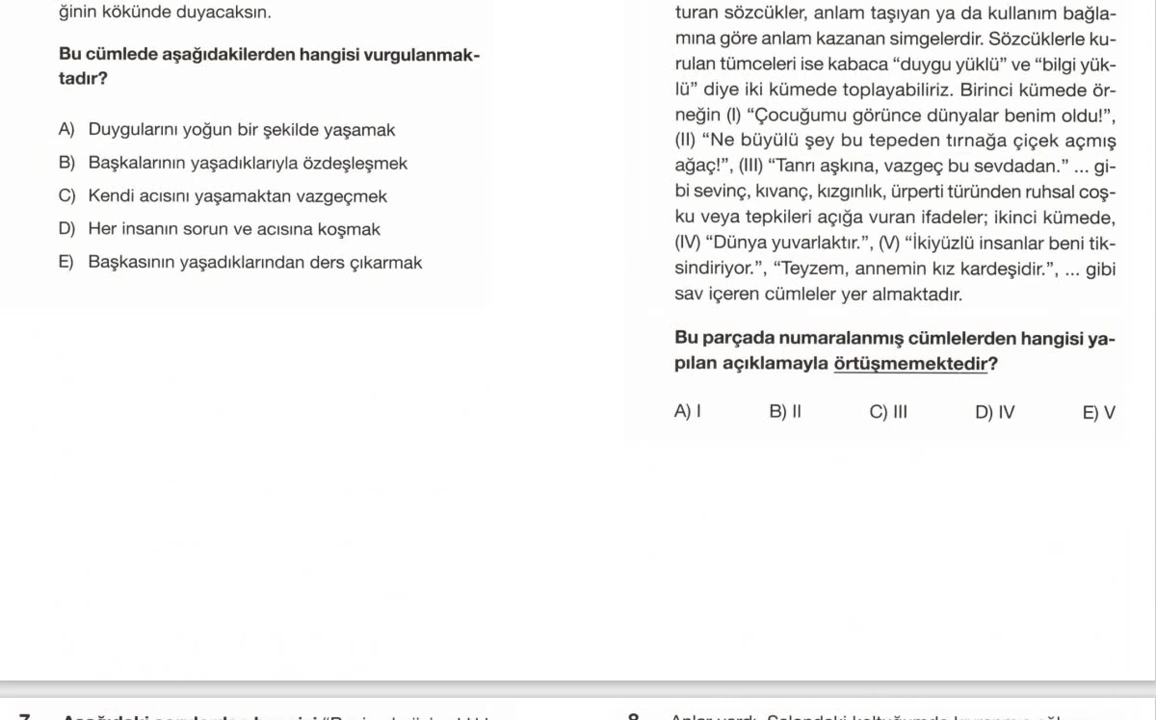 ğinin kökünde duyacaksın.
Bu cümlede aşağıdakilerden hangisi vurgulanmak-
tadır?
A) Duygularını yoğun bir şekilde yaşamak
B) Başkalarının yaşadıklarıyla özdeşleşmek
C) Kendi acısını yaşamaktan vazgeçmek
D) Her insanın sorun ve acısına koşmak
E) Başkasının yaşadıklarından ders çıkarmak
turan sözcükler, anlam taşıyan ya da kullanım bağla-
mına göre anlam kazanan simgelerdir. Sözcüklerle ku-
rulan tümceleri ise kabaca “duygu yüklü” ve “bilgi yük-
lü” diye iki kümede toplayabiliriz. Birinci kümede ör-
neğin (I) “Çocuğumu görünce dünyalar benim oldu!”,
(II) “Ne büyülü şey bu tepeden tırnağa çiçek açmış
ağaç!”, (III) “Tanrı aşkına, vazgeç bu sevdadan.” ... gi-
bi sevinç, kıvanç, kızgınlık, ürperti türünden ruhsal coş-
ku veya tepkileri açığa vuran ifadeler; ikinci kümede,
(IV) “Dünya yuvarlaktır.”, (V) “İkiyüzlü insanlar beni tik-
sindiriyor.”, “Teyzem, annemin kız kardeşidir.”, ... gibi
sav içeren cümleler yer almaktadır.
Bu parçada numaralanmış cümlelerden hangisi ya-
pılan açıklamayla örtüşmemektedir?
A) I B) II C) III D) IV E) V